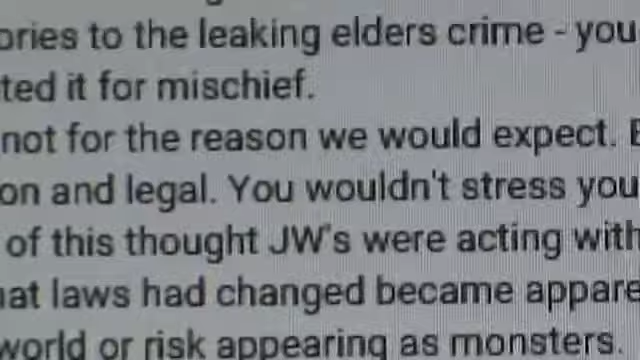 ories to the leaking elders crime - you
ted it for mischief.
not for the reason we would expect.
on and legal. You wouldn't stress you
of this thought JW's were acting with
at laws had changed became appare
world or risk appearing as monsters.